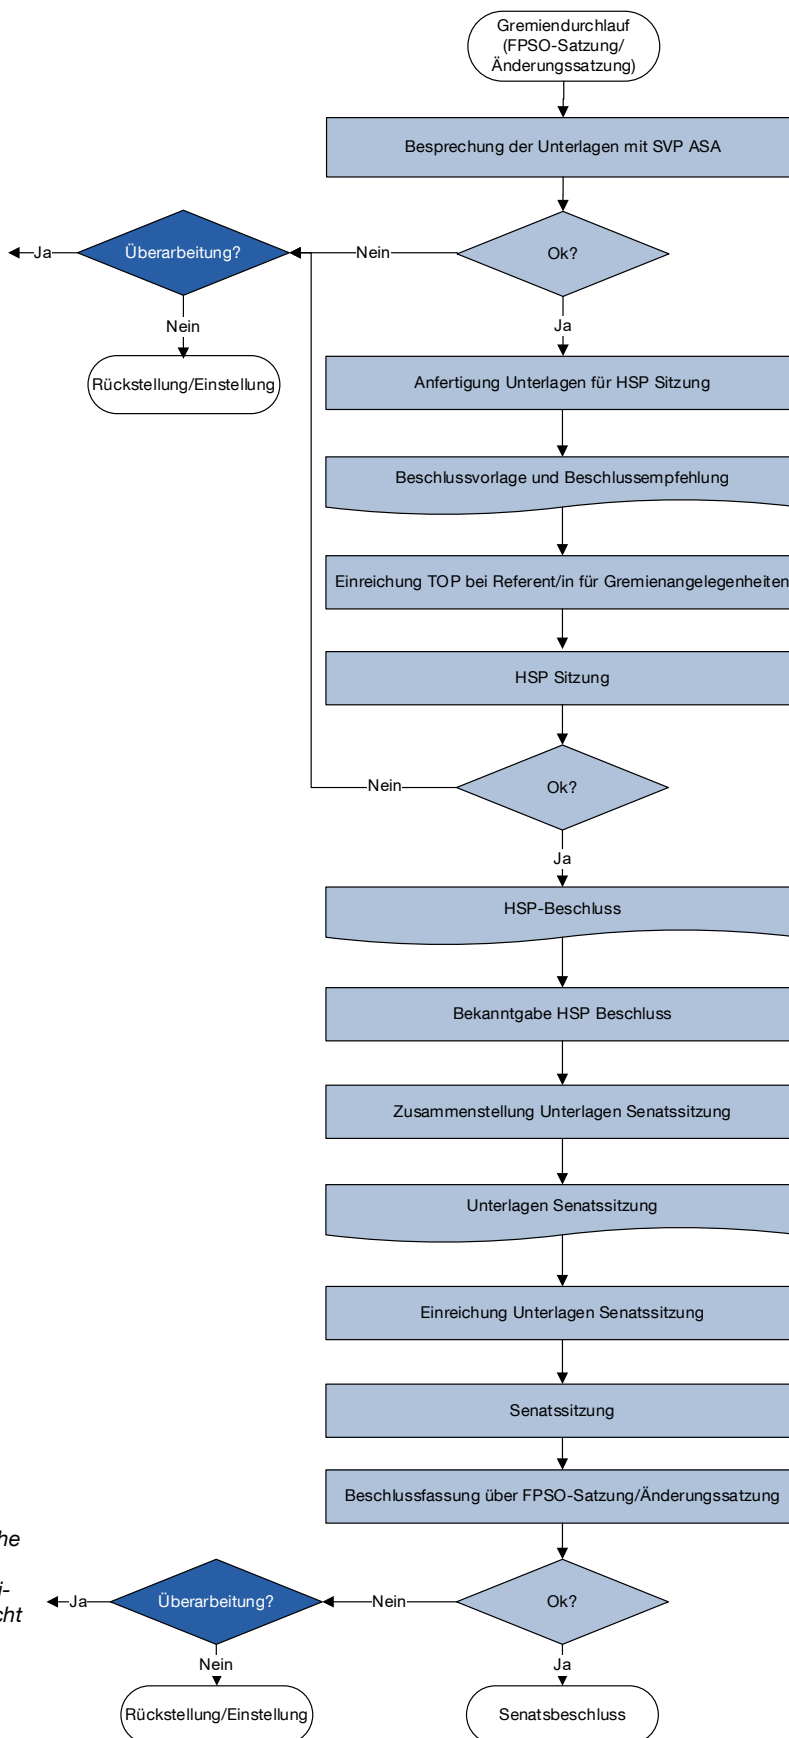 Gremiendurchlauf
(FPSO-Satzung/
Änderungssatzung)
Besprechung der Unterlagen mit SVP ASA
Ja
Überarbeitung?
Nein
Ok?
Nein
Ja
Rückstellung/Einstellung
Anfertigung Unterlagen für HSP Sitzung
Beschlussvorlage und Beschlussempfehlung
Einreichung TOP bei Referent/in für Gremienangelegenheiten
HSP Sitzung
Nein
Ok?
Ja
HSP-Beschluss
Bekanntgabe HSP Beschluss
Zusammenstellung Unterlagen Senatssitzung
Unterlagen Senatssitzung
Einreichung Unterlagen Senatssitzung
Senatssitzung
Beschlussfassung über FPSO-Satzung/Änderungssatzung
he
i-
cht
Ja
Überarbeitung?
Nein
Ok?
Nein
Ja
Rückstellung/Einstellung
Senatsbeschluss